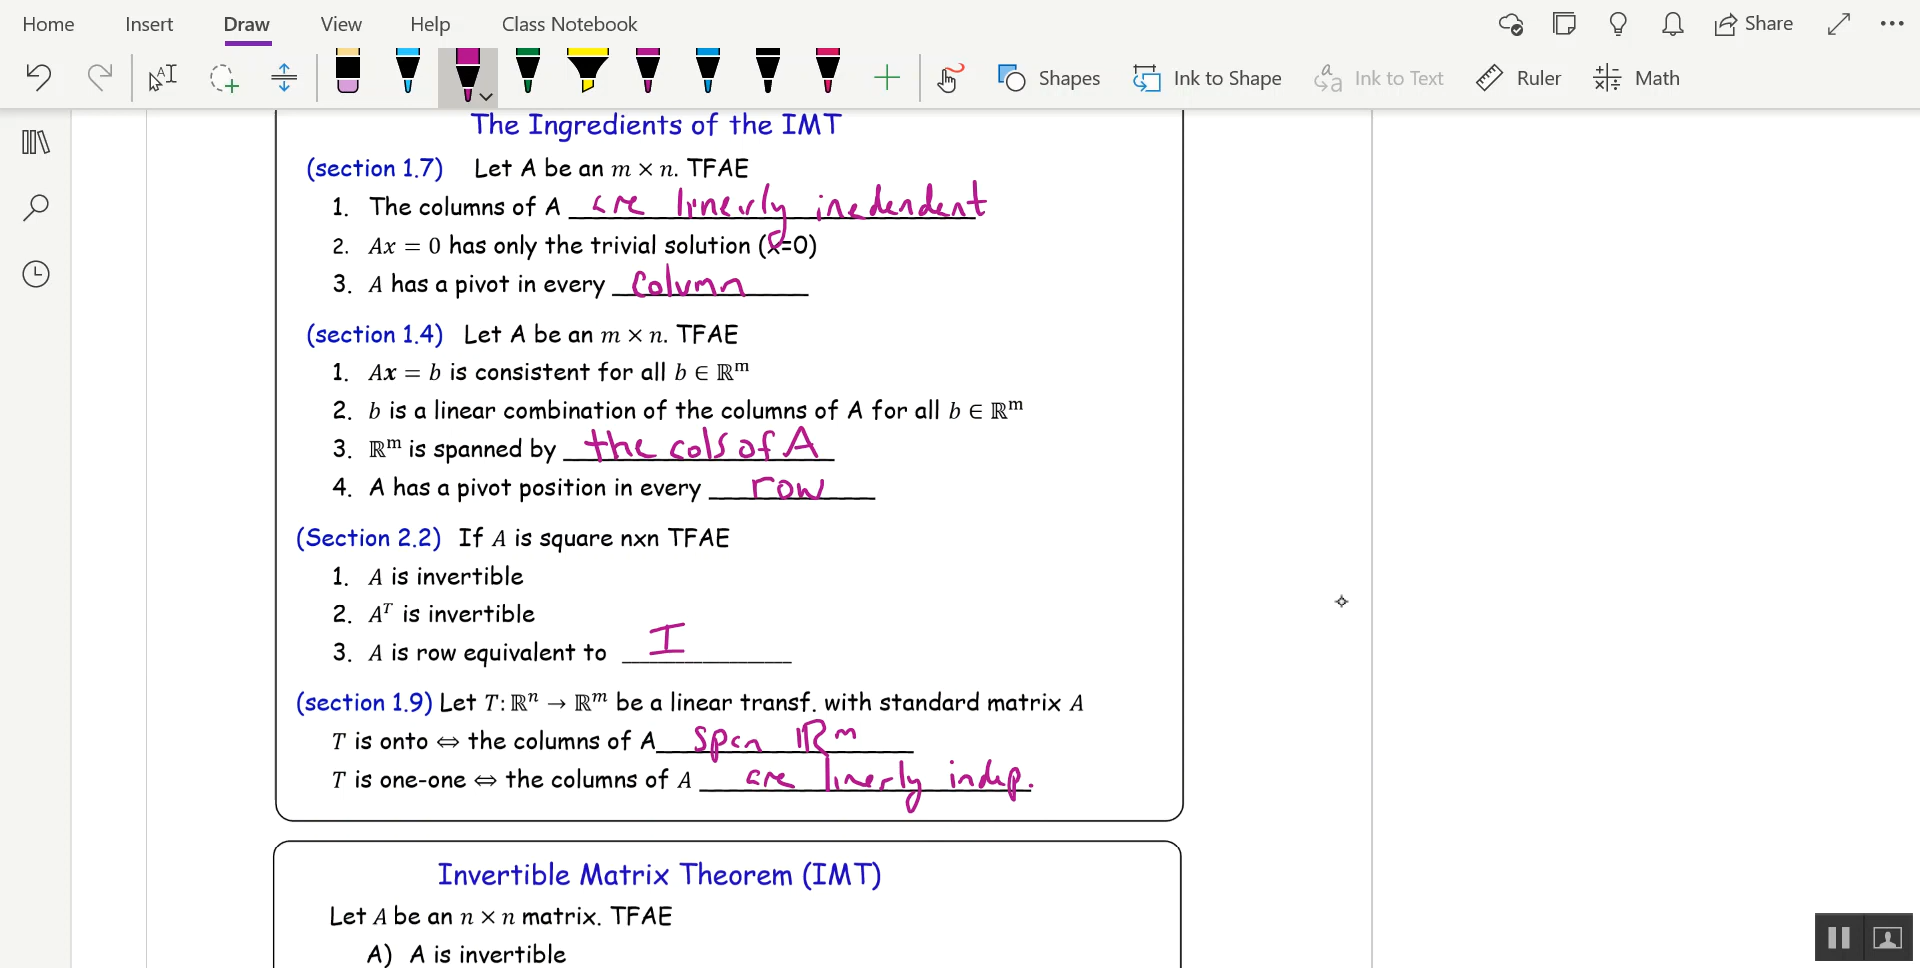 Home Insert Draw View Help Class Notebook Share
Shapes Ink to Shape Ink to Text Ruler Math
The Ingredients of the IMT
(section 1.7) Let A be an m × n. TFAE
1. The columns of A are linerly inedendent
2. Ax = 0 has only the trivial solution (x=0)
3. A has a pivot in every column
(section 1.4) Let A be an m × n. TFAE
1. Ax = b is consistent for all b ∈ ℝᵐ
2. b is a linear combination of the columns of A for all b ∈ ℝᵐ
3. ℝᵐ is spanned by the cols of A
4. A has a pivot position in every row
(Section 2.2) If A is square nxn TFAE
1. A is invertible
2. Aᵀ is invertible
3. A is row equivalent to I
(section 1.9) Let T: ℝⁿ → ℝᵐ be a linear transf. with standard matrix A
T is onto ⇔ the columns of A span ℝᵐ
T is one-one ⇔ the columns of A are linerly indep.
Invertible Matrix Theorem (IMT)
Let A be an n × n matrix. TFAE
A) A is invertible